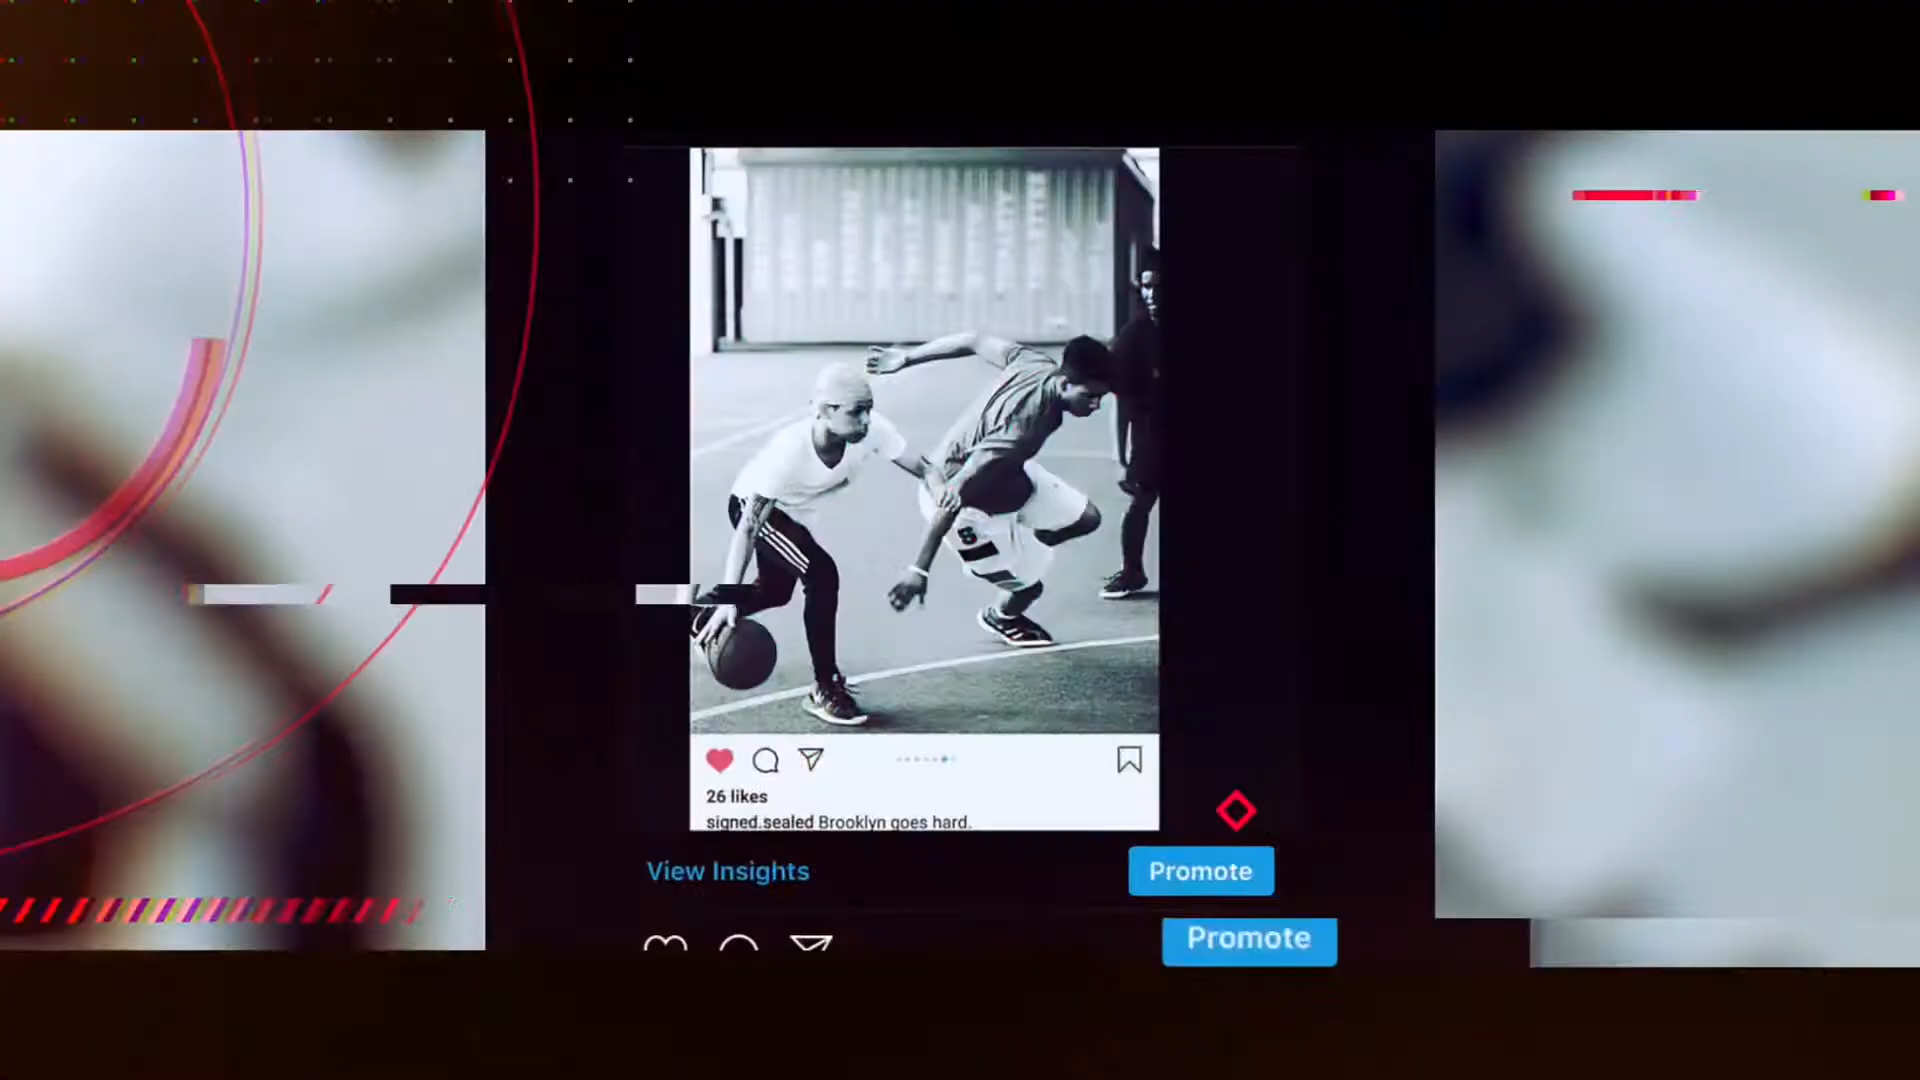 26 likes
signed.sealed Brooklyn goes hard.
View Insights
Promote
Promote